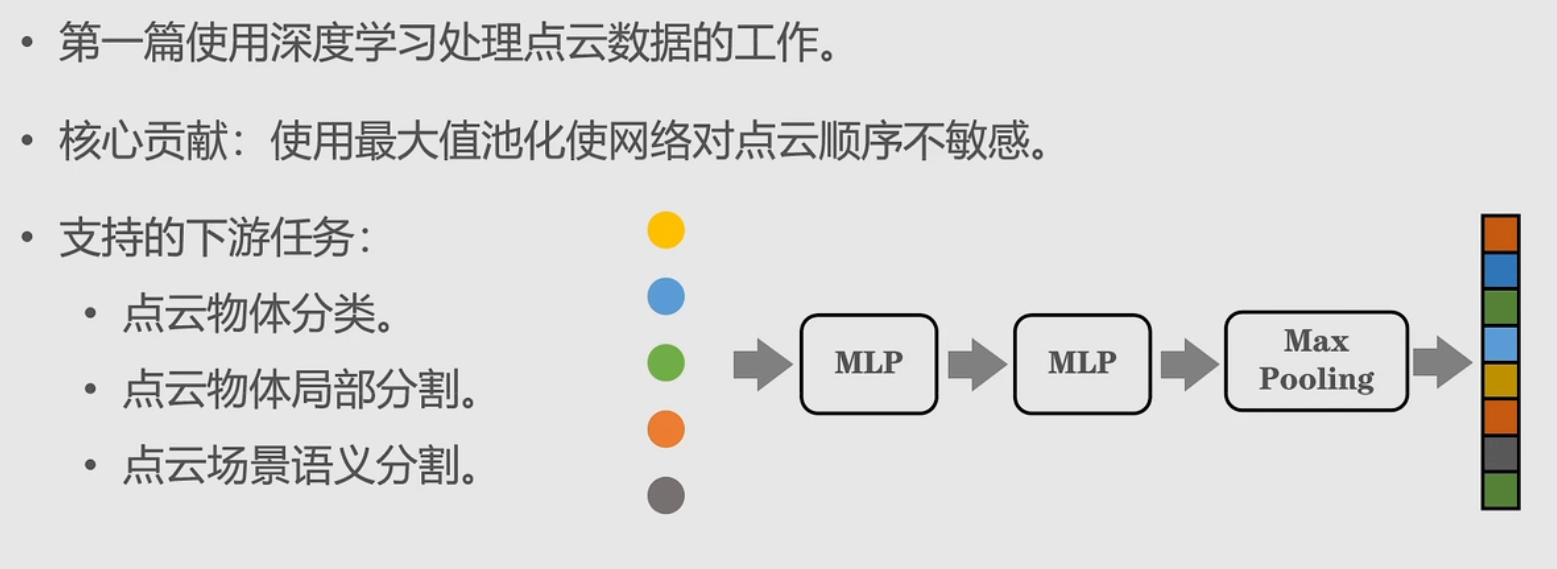 • 第一篇使用深度学习处理点云数据的工作。
• 核心贡献：使用最大值池化使网络对点云顺序不敏感。
• 支持的下游任务：
• 点云物体分类。
• 点云物体局部分割。
• 点云场景语义分割。
MLP
MLP
Max
Pooling